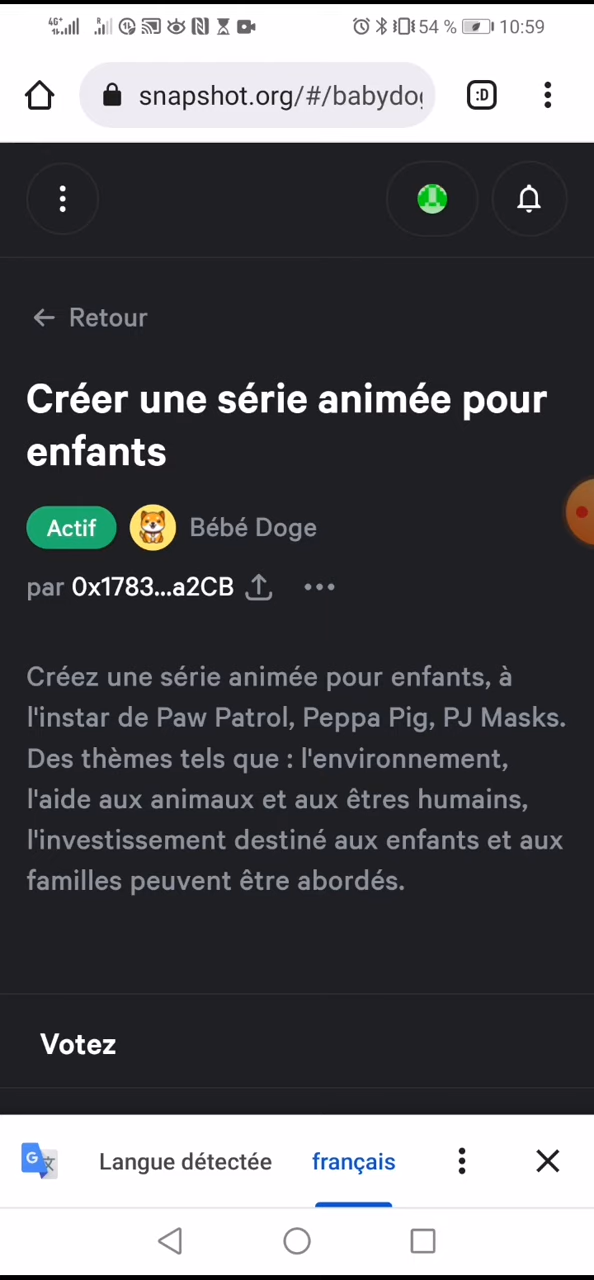 4G+ R 54 % 10:59
snapshot.org/#/babydog
:D
Retour
Créer une série animée pour
enfants
Actif Bébé Doge
par 0x1783...a2CB
Créez une série animée pour enfants, à
l'instar de Paw Patrol, Peppa Pig, PJ Masks.
Des thèmes tels que : l'environnement,
l'aide aux animaux et aux êtres humains,
l'investissement destiné aux enfants et aux
familles peuvent être abordés.
Votez
G 文 Langue détectée français